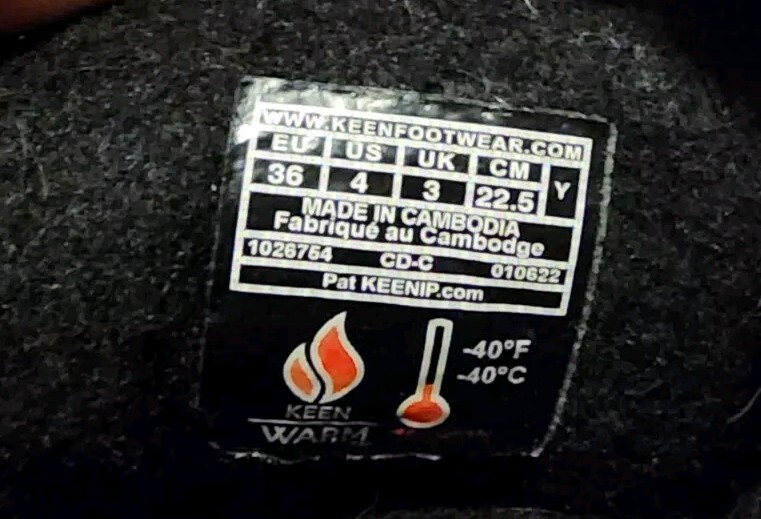 WWW.KEENFOOTWEAR.COM
EU US UK CM Y
36 4 3 22.5
MADE IN CAMBODIA
Fabriqué au Cambodge
1026754 CD-C 010622
Pat KEENIP.com
-40°F
-40°C
KEEN
WARM